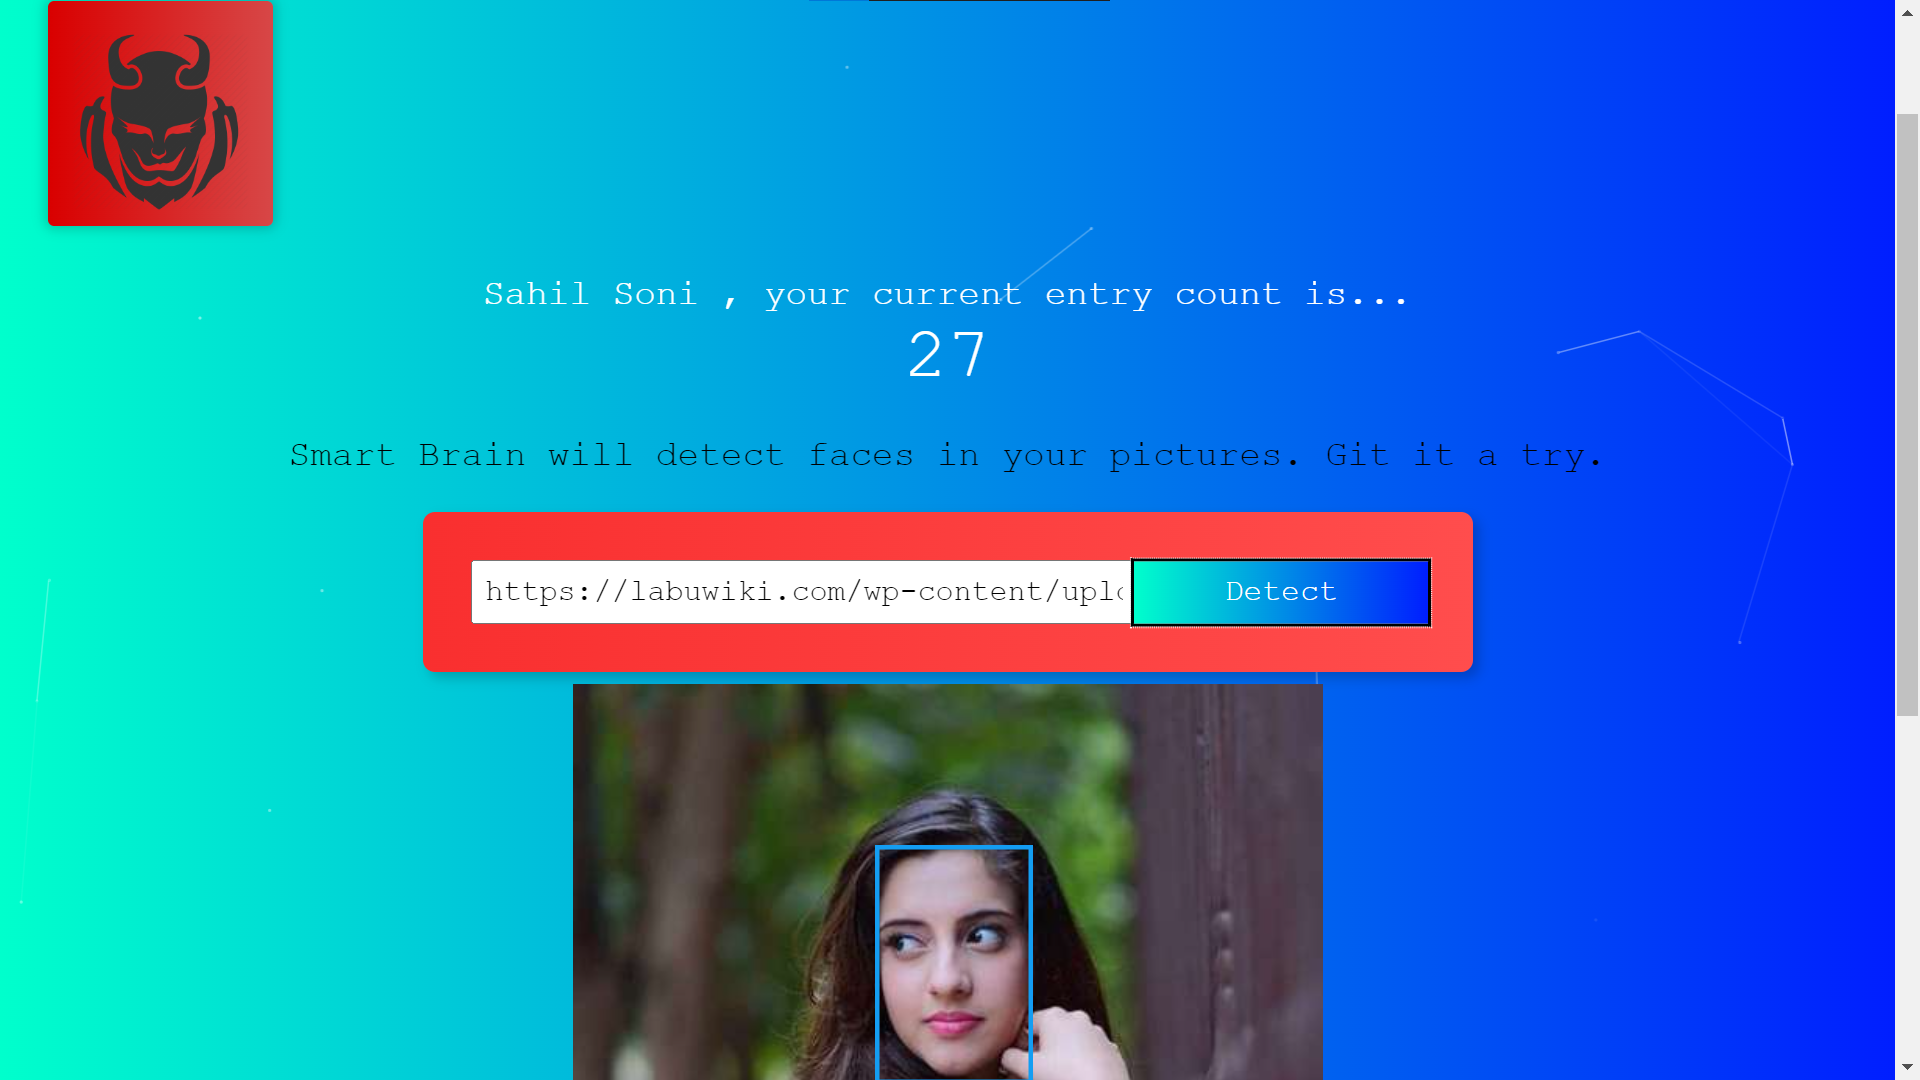 Sahil Soni , your current entry count is...
27
Smart Brain will detect faces in your pictures. Git it a try.
https://labuwiki.com/wp-content/uplo
Detect